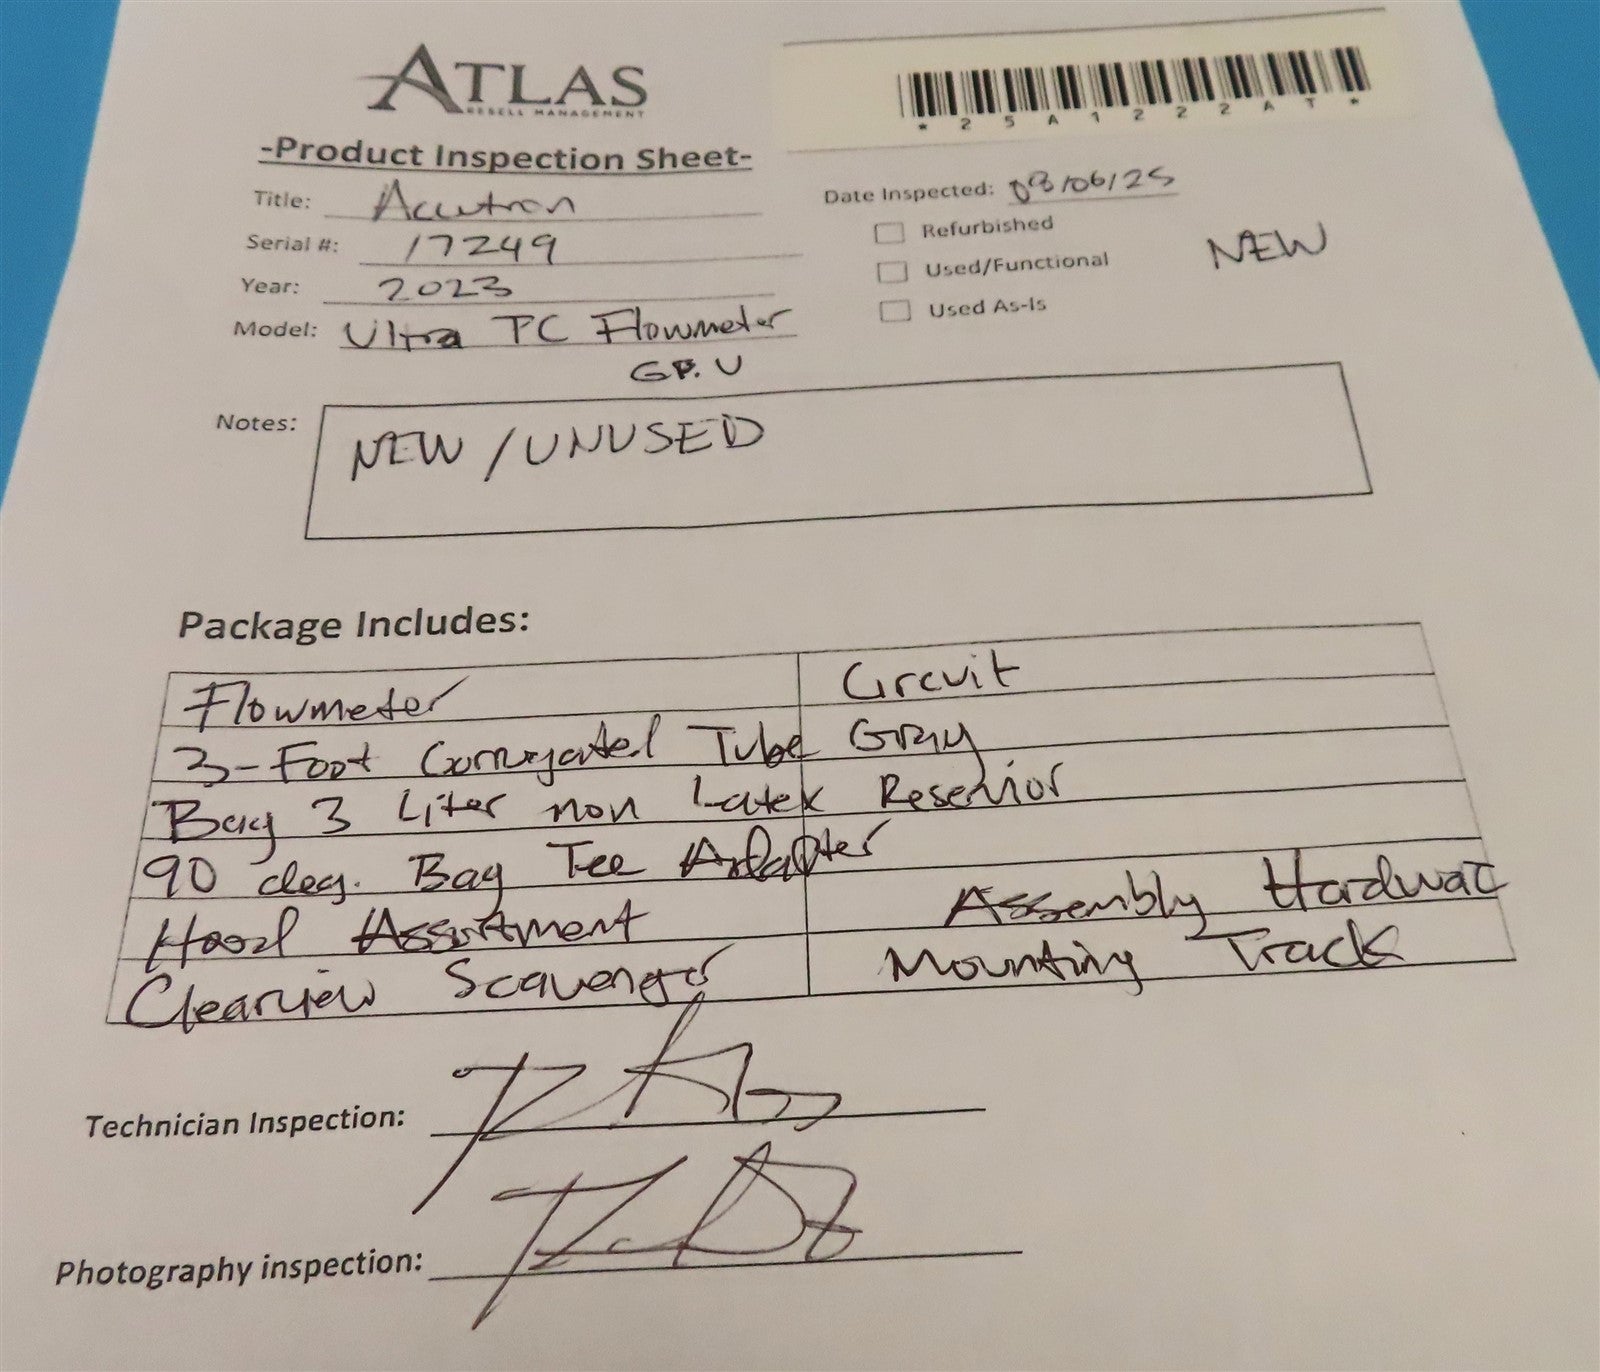 ATLAS
RESELL MANAGEMENT
*25A1222AT*
-Product Inspection Sheet-
Title: Accutron
Date Inspected: 03/06/25
Serial #: 17249
Refurbished
Year: 2023
Used/Functional
NEW
Model: Ultra PC Flowmeter
Used As-Is
GP. U
Notes: NEW / UNUSED
Package Includes:
Flowmeter
Circuit
3-Foot Corrugated Tube Gray
Bag 3 Liter non Latex Reservior
90 deg. Bag Tee Adapter
Assortment
Assembly
Clearview Scavenger
Mounting Track
Technician Inspection:
Photography inspection: